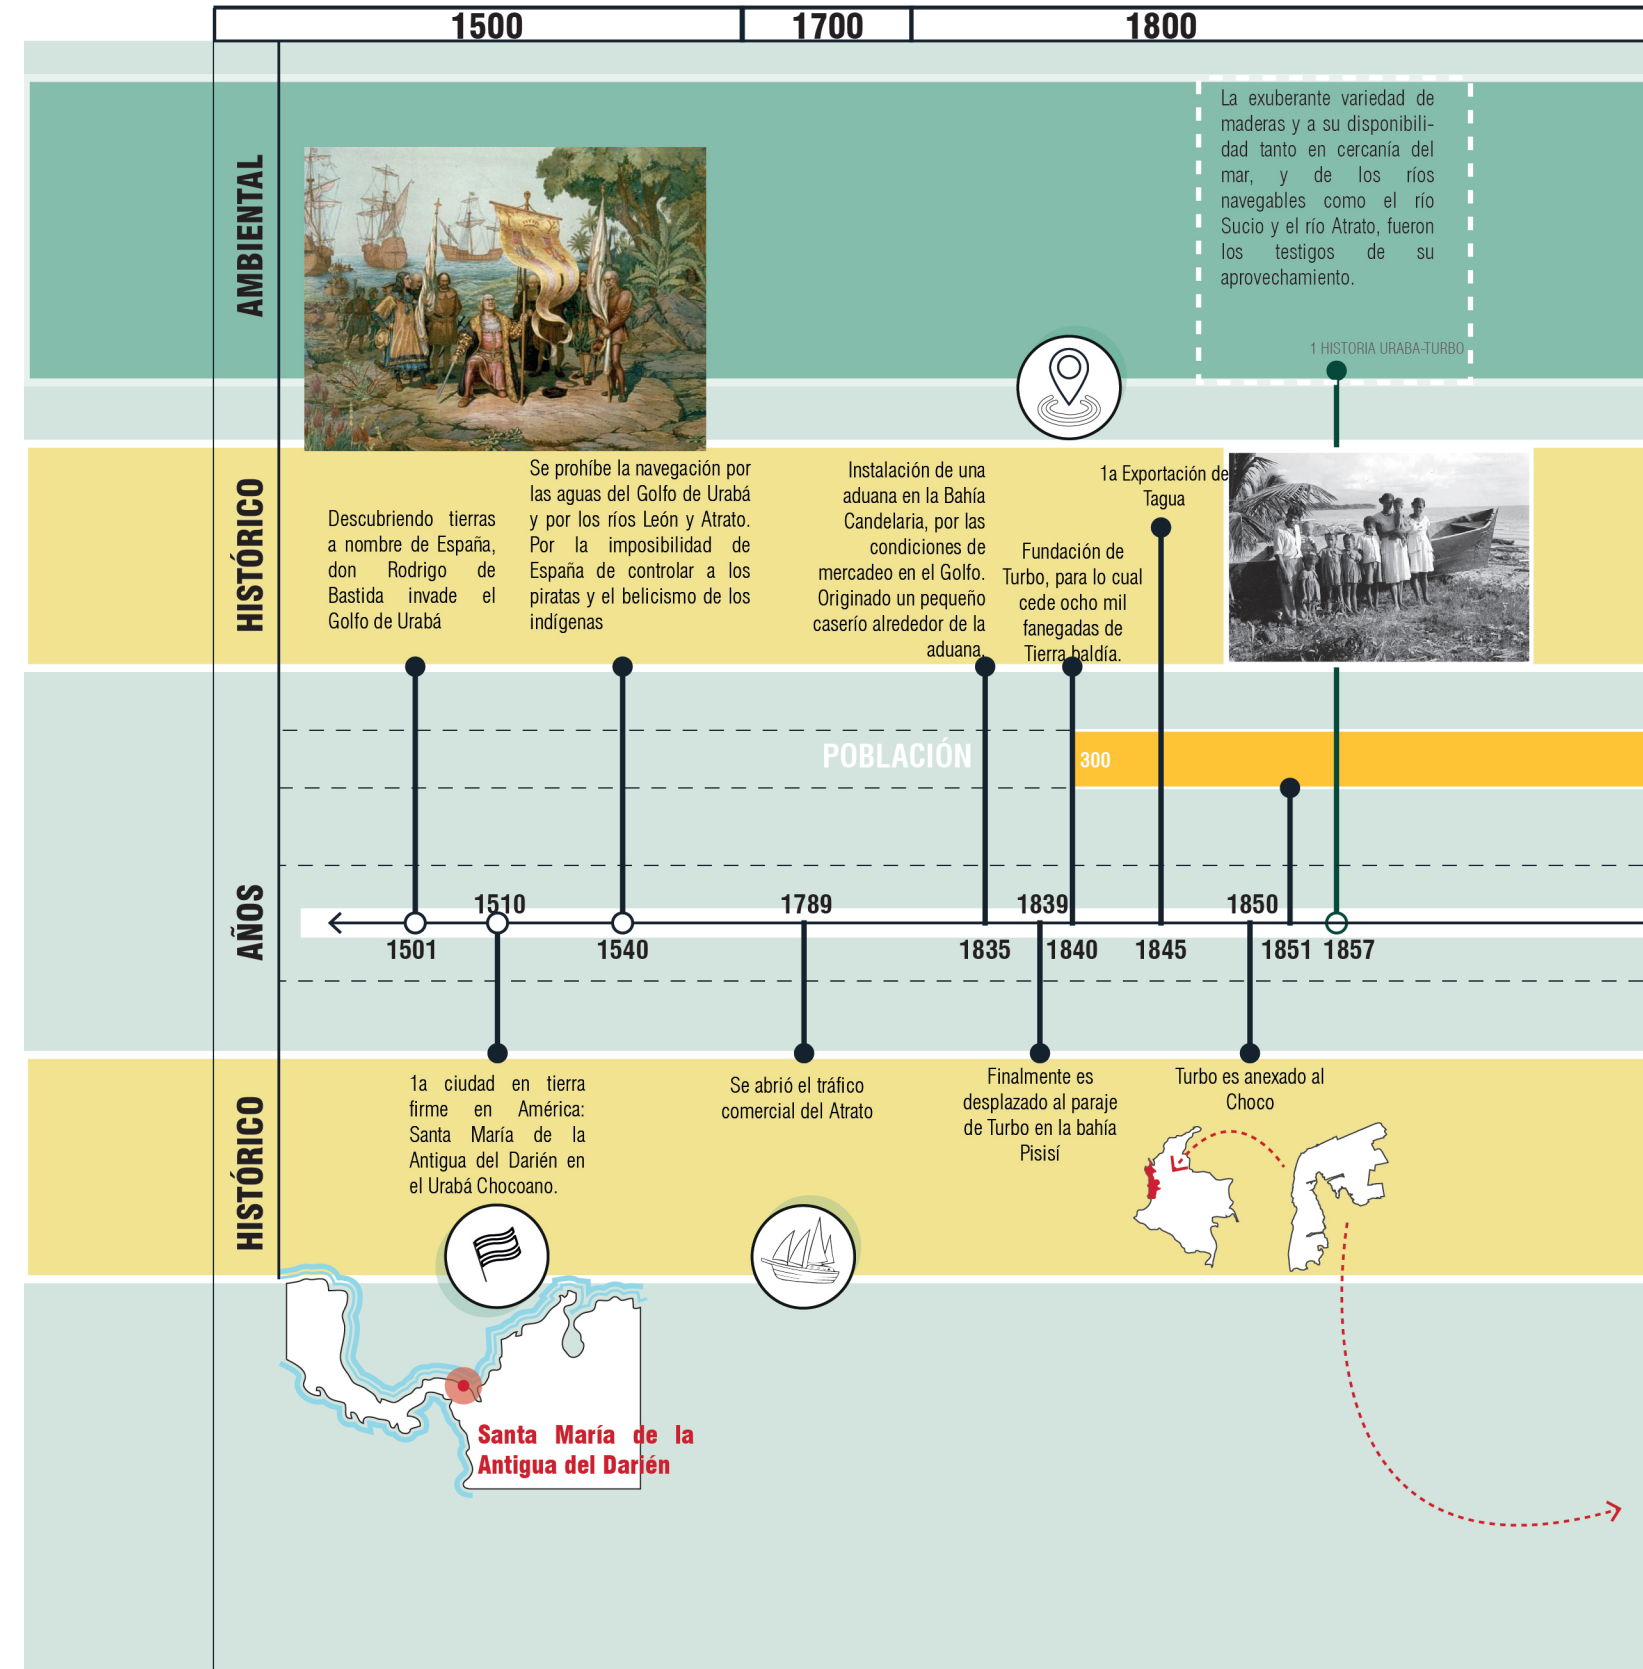 1500
1700
1800
AMBIENTAL
La exuberante variedad de
maderas y a su disponibili-
dad tanto en cercanía del
mar, y de los ríos
navegables como el río
Sucio y el río Atrato, fueron
los testigos de su
aprovechamiento.
1 HISTORIA URABA-TURBO
HISTÓRICO
Descubriendo tierras
a nombre de España,
don Rodrigo de
Bastida invade el
Golfo de Urabá
Se prohíbe la navegación por
las aguas del Golfo de Urabá
y por los ríos León y Atrato.
Por la imposibilidad de
España de controlar a los
piratas y el belicismo de los
indígenas
Instalación de una
aduana en la Bahía
Candelaria, por las
condiciones de
mercadeo en el Golfo.
Originado un pequeño
caserío alrededor de la
aduana.
Fundación de
Turbo, para lo cual
cede ocho mil
fanegadas de
Tierra baldía.
1a Exportación de
Tagua
POBLACIÓN
300
AÑOS
1501
1510
1540
1789
1835
1839
1840
1845
1850
1851
1857
HISTÓRICO
1a ciudad en tierra
firme en América:
Santa María de la
Antigua del Darién en
el Urabá Chocoano.
Se abrió el tráfico
comercial del Atrato
Finalmente es
desplazado al paraje
de Turbo en la bahía
Pisisí
Turbo es anexado al
Choco
Santa María de la
Antigua del Darién